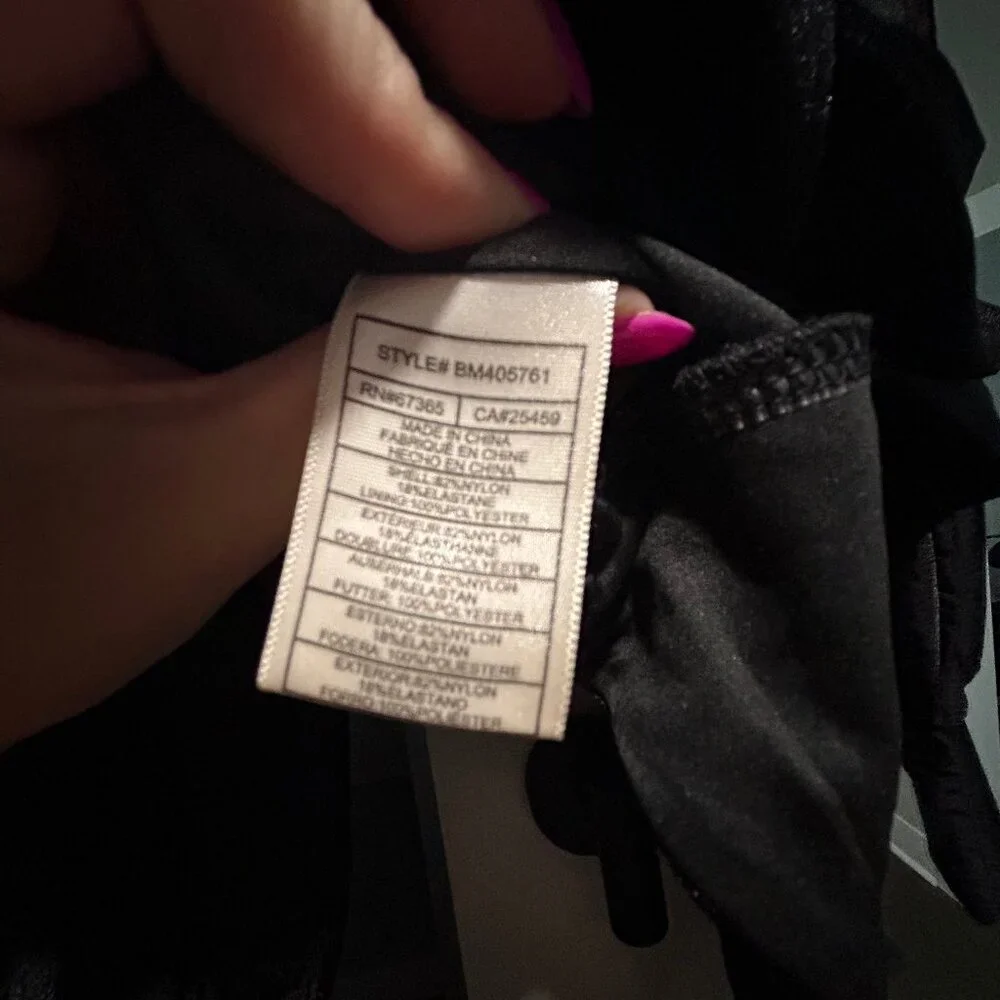 STYLE# BM405761
RN#67365 CA#25459
MADE IN CHINA
FABRIQUÉ EN CHINE
HECHO EN CHINA
SHELL:82%NYLON
18%ELASTANE
LINING:100%POLYESTER
EXTÉRIEUR:82%NYLON
18%ELASTHANNE
DOUBLURE: 100%POLYESTER
82%NYLON
18%ELASTAN
FUTTER: 100%POLYESTER
ESTERNO:82%NYLON
18%ELASTAN
FODERA: 100%POLIESTERE
EXTERIOR:82%NYLON
18%ELASTANO
FORRO:100%POLIÉSTER